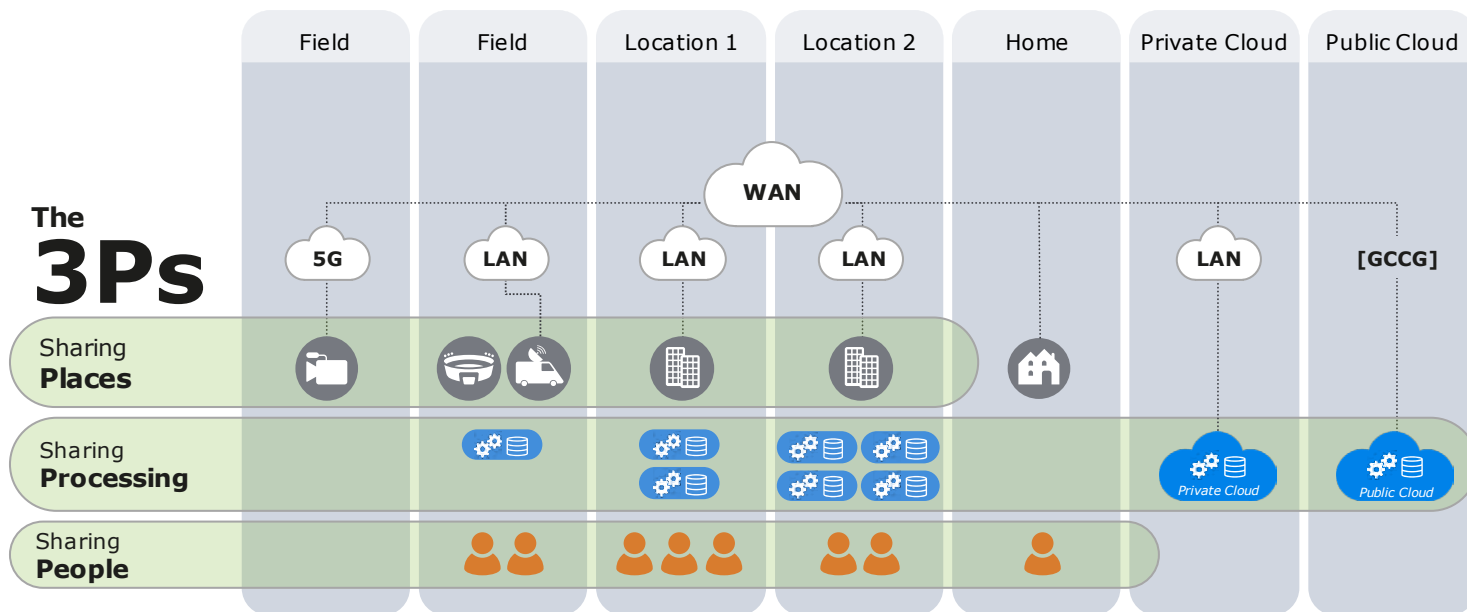 Field
Field
Location 1
Location 2
Home
Private Cloud
Public Cloud
WAN
The
3Ps
5G
LAN
LAN
LAN
LAN
[GCCG]
Sharing
Places
Sharing
Processing
Private Cloud
Public Cloud
Sharing
People